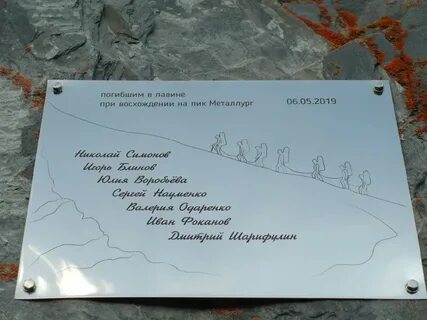 погибшим в лавине
при восхождении на пик Металлург 06.05.2019
Николай Симонов
Игорь Блинов
Юлия Воробьёва
Сергей Науменко
Валерия Одаренко
Иван Фоканов
Дмитрий Шарифулин